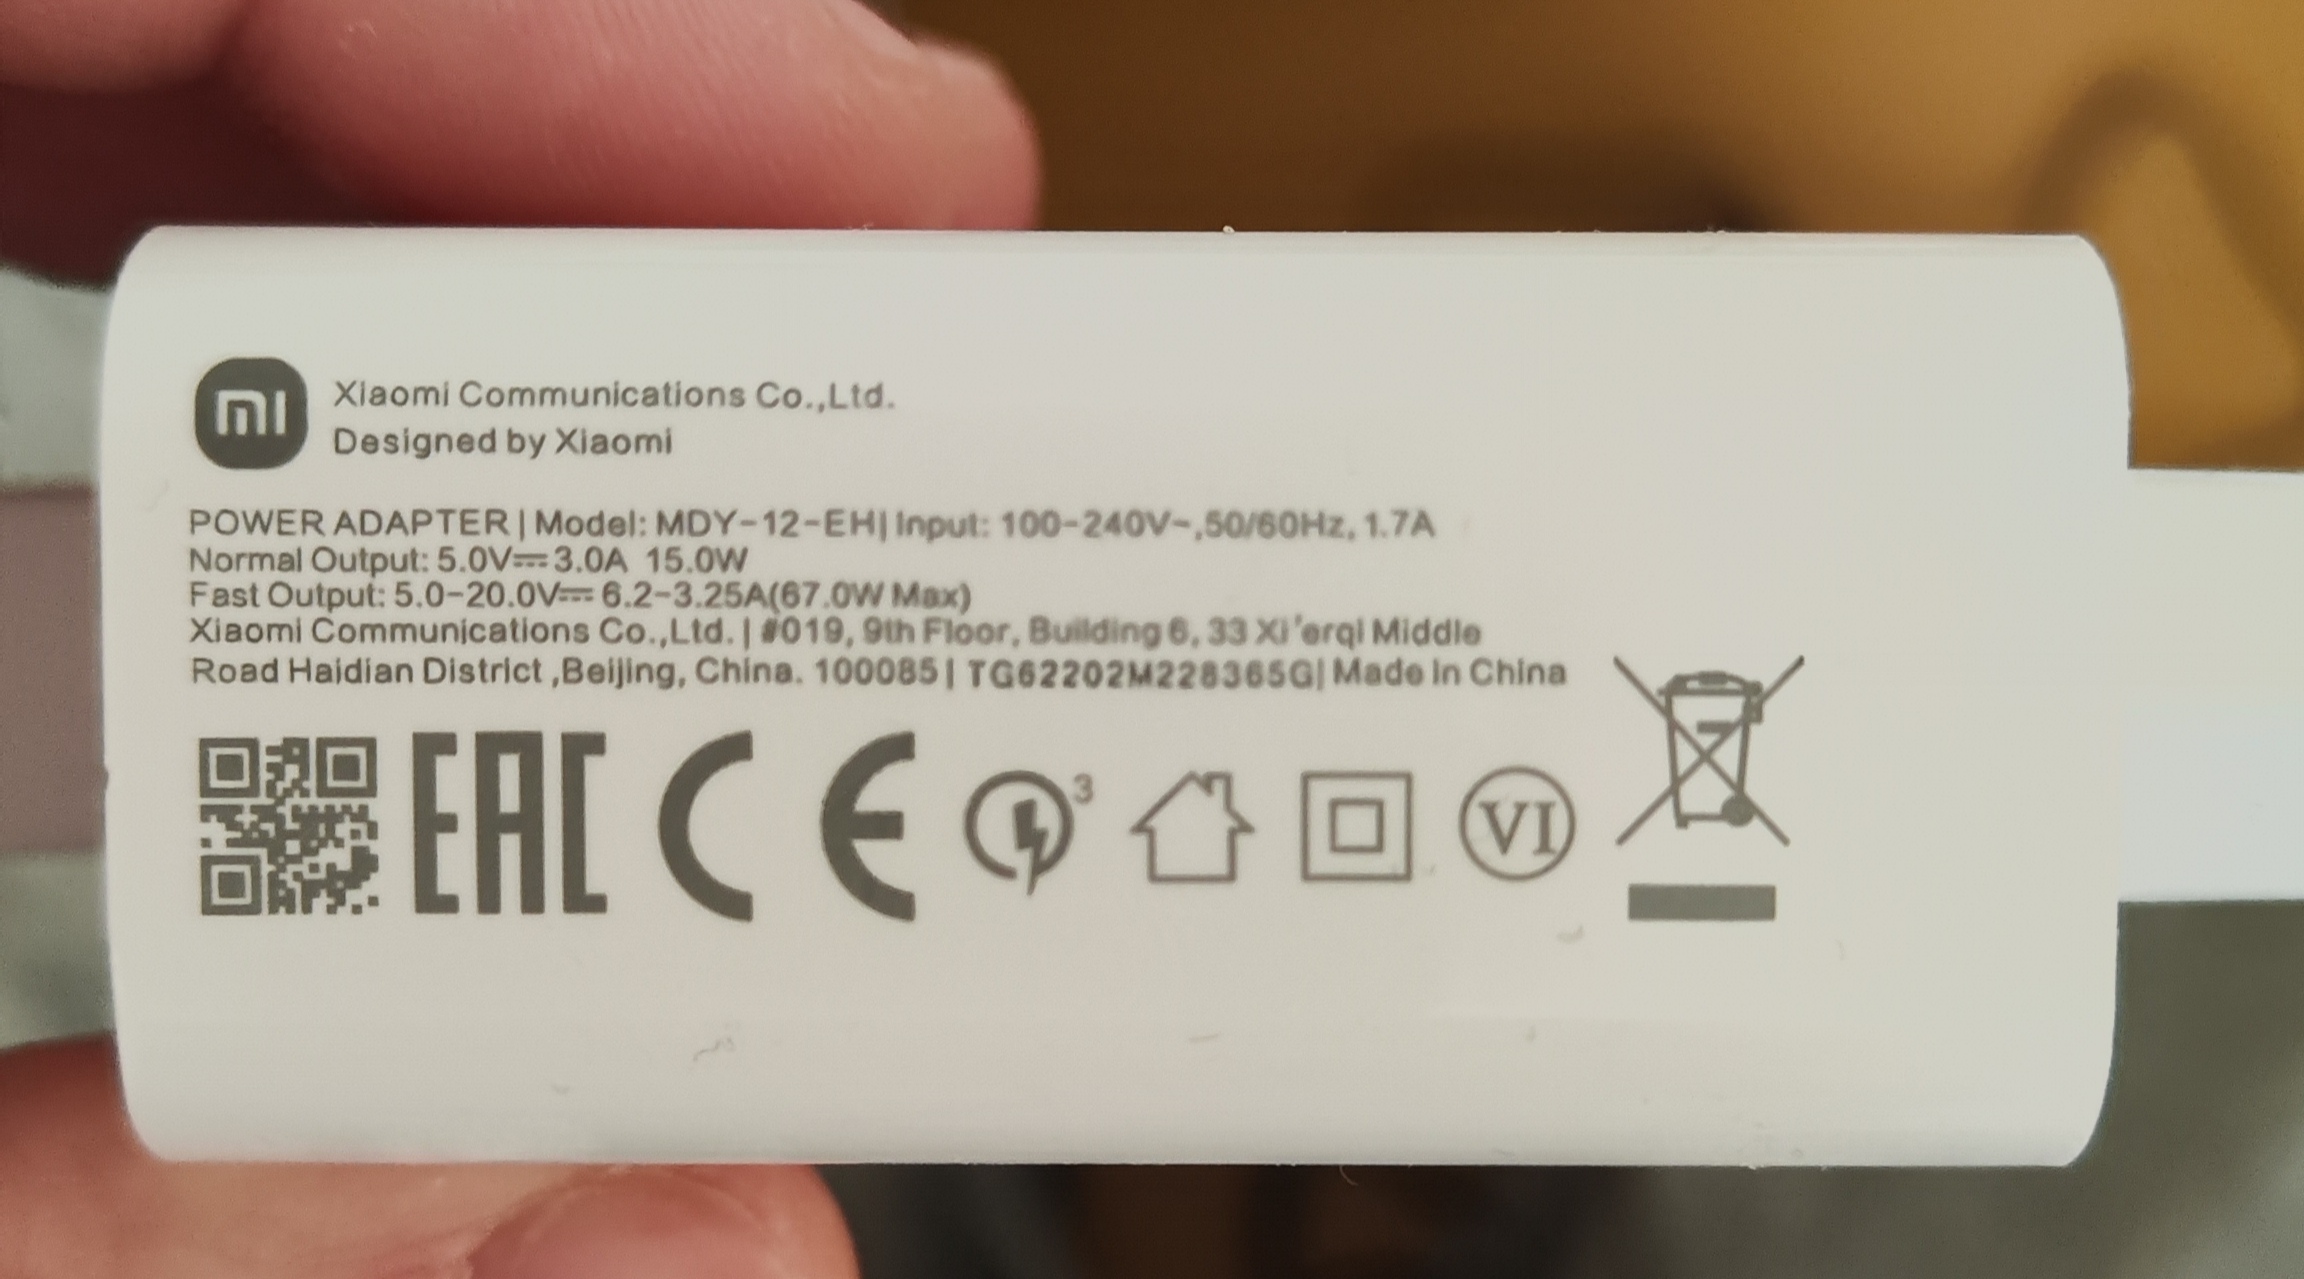 mi Xiaomi Communications Co.,Ltd.
Designed by Xiaomi
POWER ADAPTER | Model: MDY-12-EH| Input: 100-240V~,50/60Hz, 1.7A
Normal Output: 5.0V⎓3.0A 15.0W
Fast Output: 5.0-20.0V⎓6.2-3.25A(67.0W Max)
Xiaomi Communications Co.,Ltd. | #019, 9th Floor, Building 6, 33 Xi'erqi Middle
Road Haidian District ,Beijing, China. 100085 | TG62202M228365G| Made in China
EAC CE 3 VI